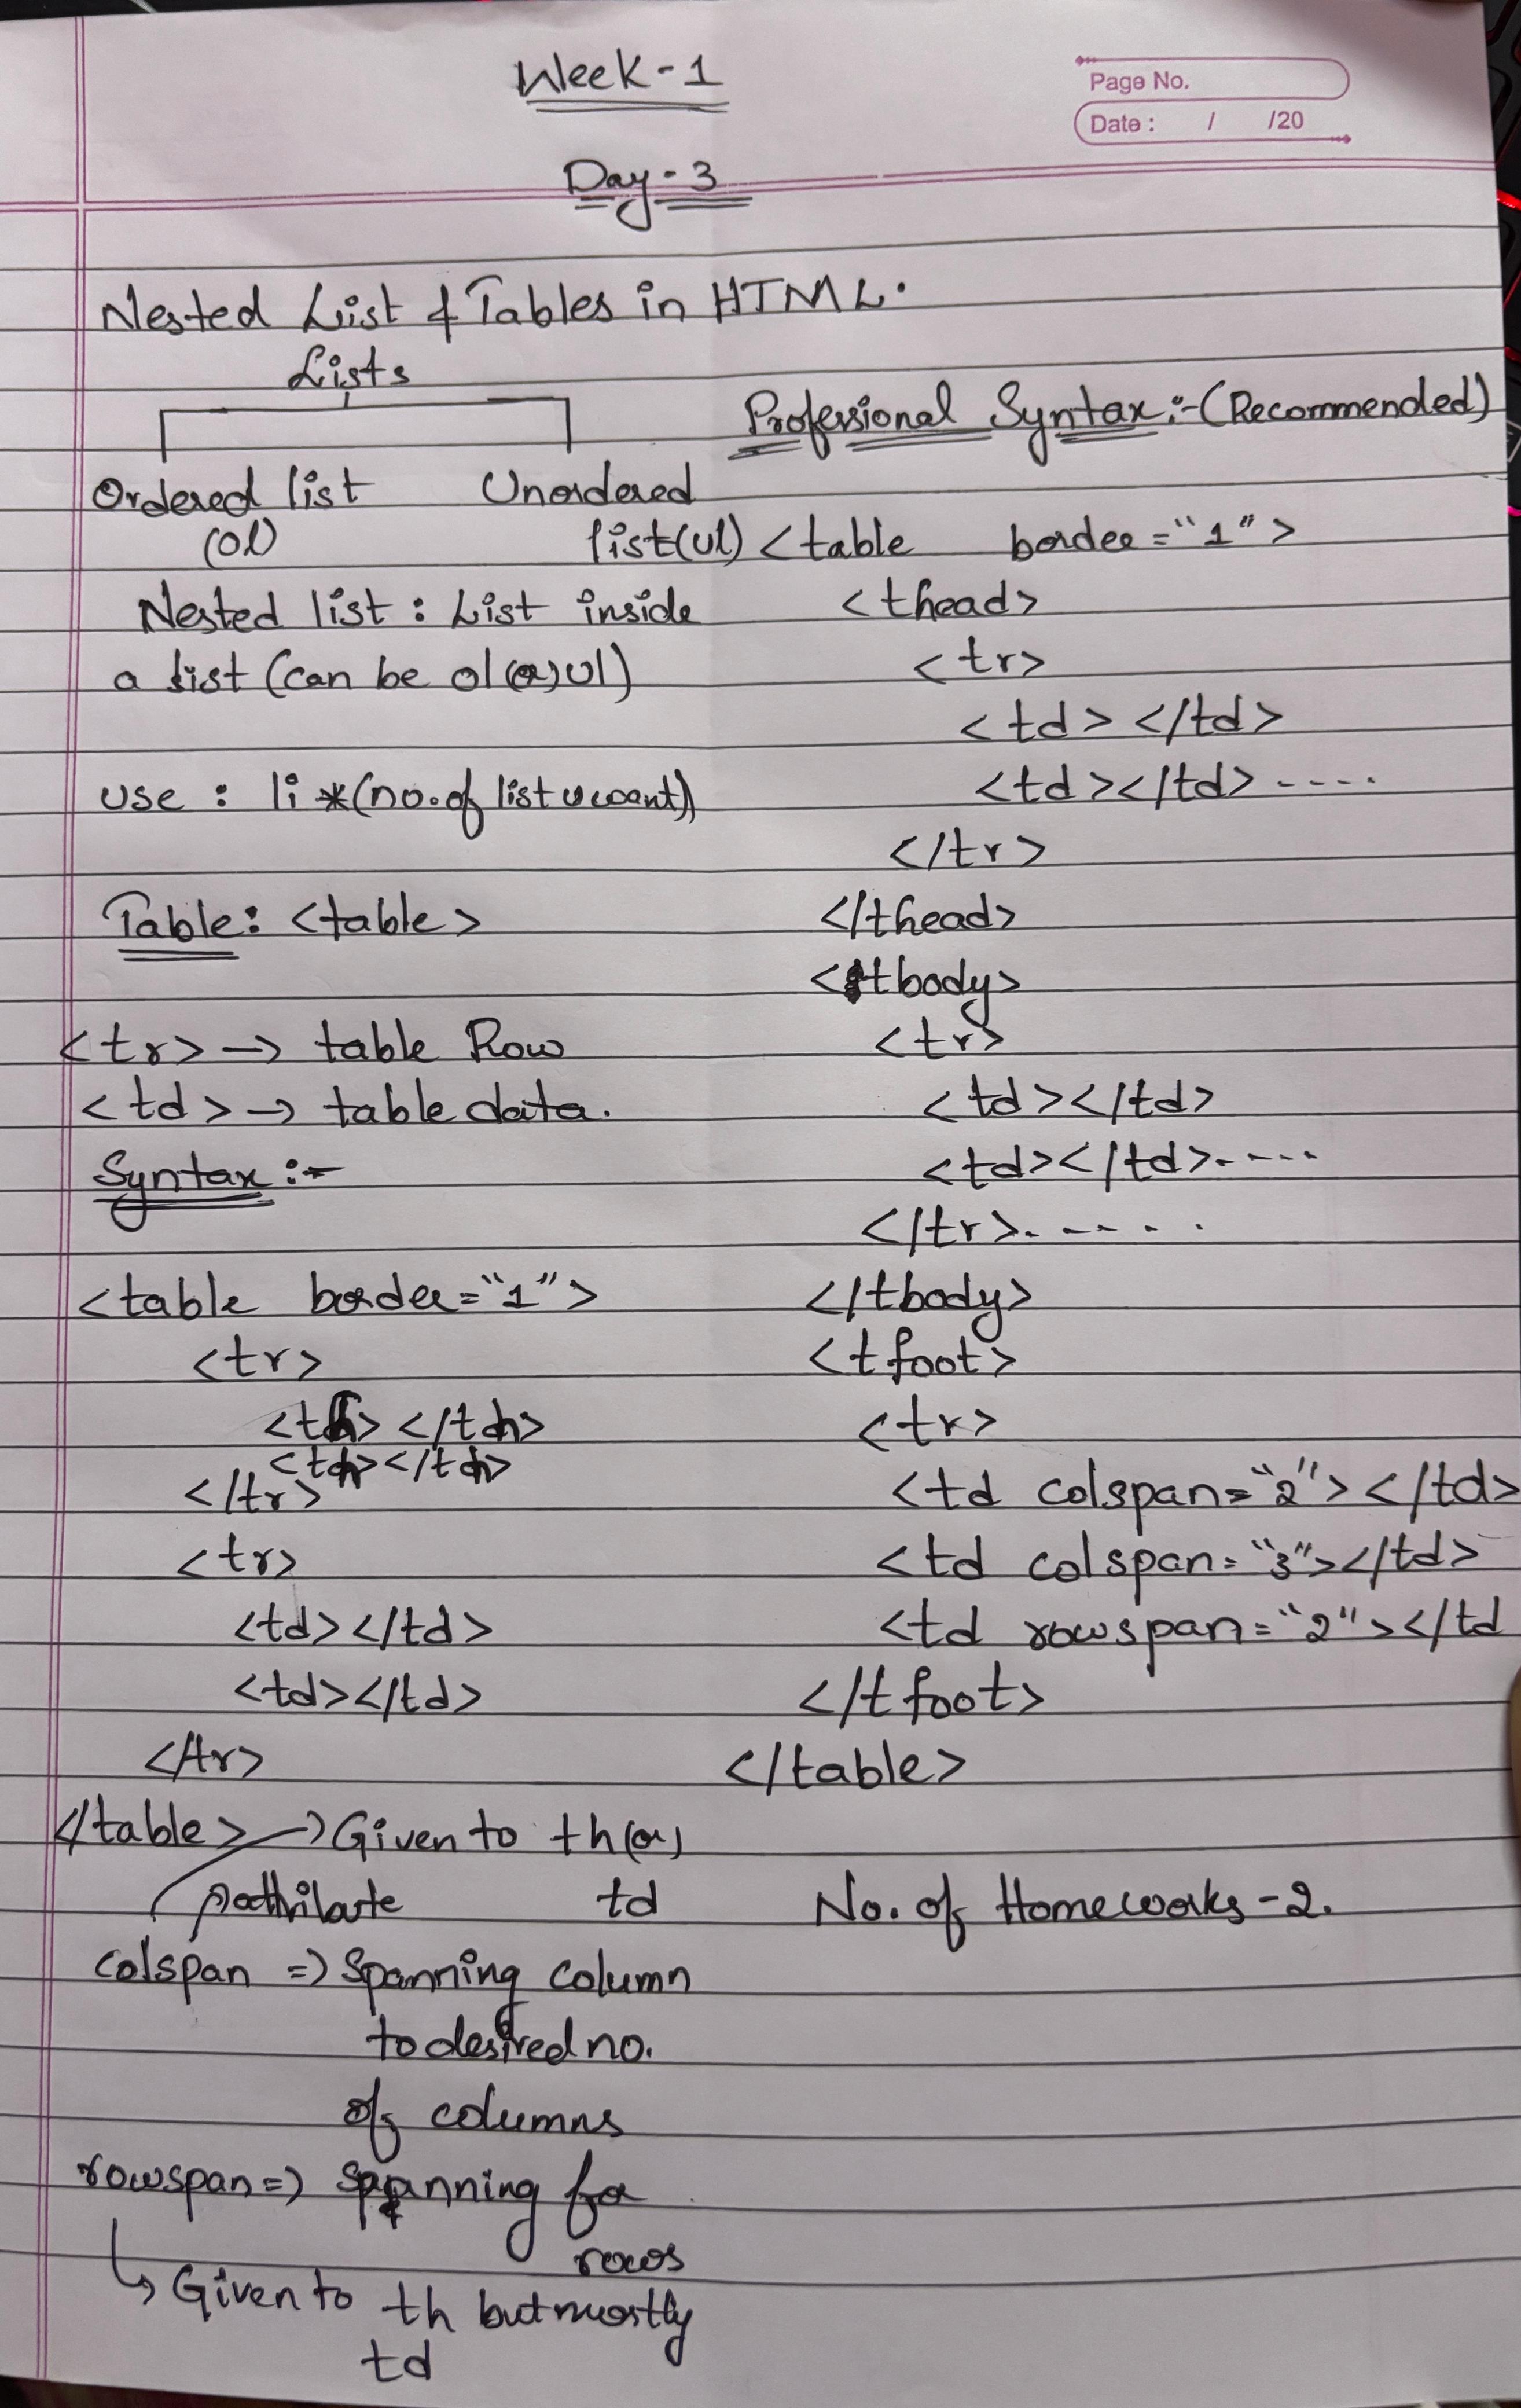 Week-1
Page No.
Date : / /20
Day-3
Nested List & Tables in HTML.
Lists
Ordered list Unordered
(ol) list(ul)
Nested list : List inside
a list (can be ol (or) ul)
use : li *(no.of list u want)
Table: <table>
<tr> → table Row
<td> → table data.
Syntax :-
<table border="1">
<tr>
<th> </th>
<th></th>
</tr>
<tr>
<td></td>
<td></td>
</tr>
</table> → Given to th(or)
attribute td
colspan => Spanning column
to desired no.
of columns
rowspan => spanning for
rows
↳ Given to th but mostly
td
Professional Syntax :- (Recommended)
<table border="1">
<thead>
<tr>
<td> </td>
<td></td> ....
</tr>
</thead>
<tbody>
<tr>
<td></td>
<td></td>.....
</tr>......
</tbody>
<tfoot>
<tr>
<td colspan="2"></td>
<td colspan="3"></td>
<td rowspan="2"></td
</tfoot>
</table>
No. of Homeworks-2.